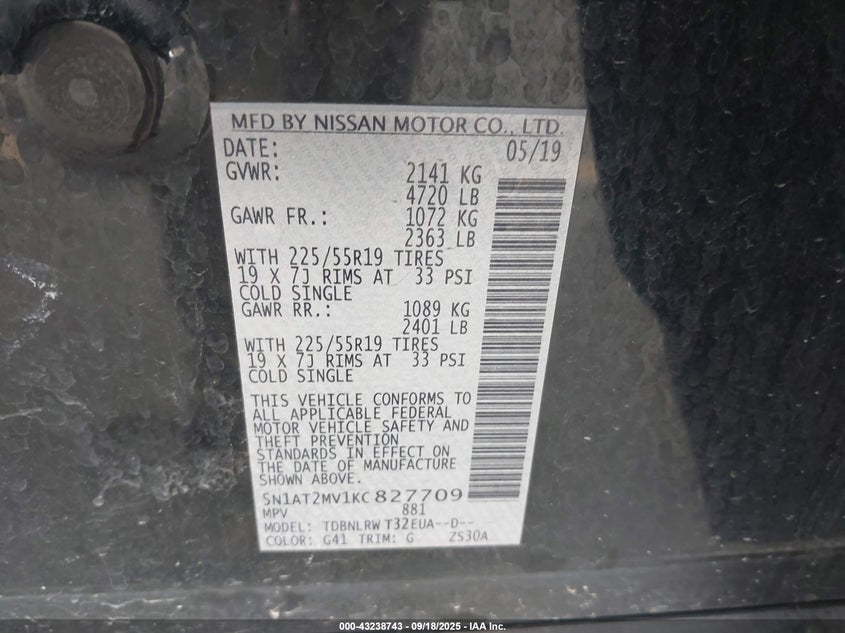 MFD BY NISSAN MOTOR CO., LTD.
DATE: 05/19
GVWR: 2141 KG
4720 LB
GAWR FR.: 1072 KG
2363 LB
WITH 225/55R19 TIRES
19 X 7J RIMS AT 33 PSI
COLD SINGLE
GAWR RR.: 1089 KG
2401 LB
WITH 225/55R19 TIRES
19 X 7J RIMS AT 33 PSI
COLD SINGLE
THIS VEHICLE CONFORMS TO
ALL APPLICABLE FEDERAL
MOTOR VEHICLE SAFETY AND
THEFT PREVENTION
STANDARDS IN EFFECT ON
THE DATE OF MANUFACTURE
SHOWN ABOVE.
5N1AT2MV1KC827709
MPV 881
MODEL: TDBNLRW T32EUA--D--
COLOR: G41 TRIM: G ZS30A
000-43238743 - 09/18/2025 - IAA Inc.